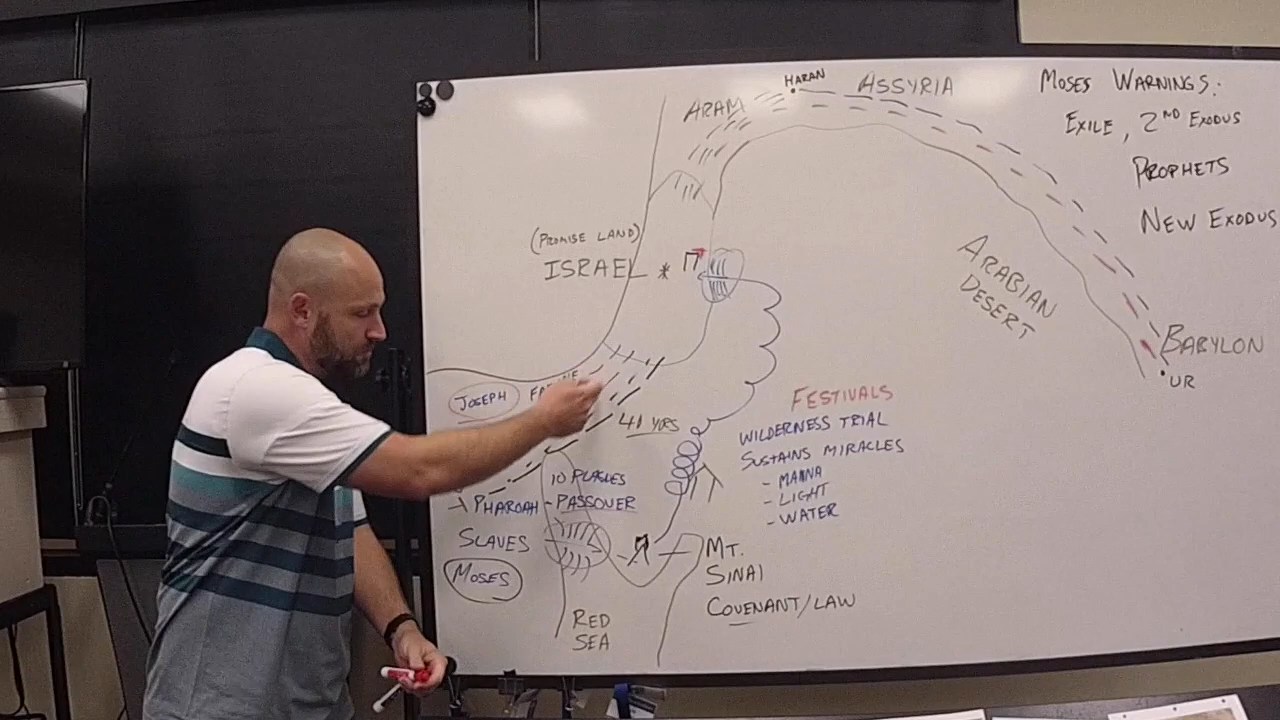 HARAN
ASSYRIA
ARAM
MOSES WARNINGS:
EXILE, 2ND EXODUS
PROPHETS
NEW EXODUS
(PROMISE LAND)
ISRAEL
ARABIAN
DESERT
BABYLON
UR
JOSEPH
40 YRS
FESTIVALS
WILDERNESS TRIAL
SUSTAINS MIRACLES
- MANNA
- LIGHT
- WATER
10 PLAGUES
PHAROAH - PASSOVER
SLAVES
MOSES
MT.
SINAI
COVENANT/LAW
RED
SEA